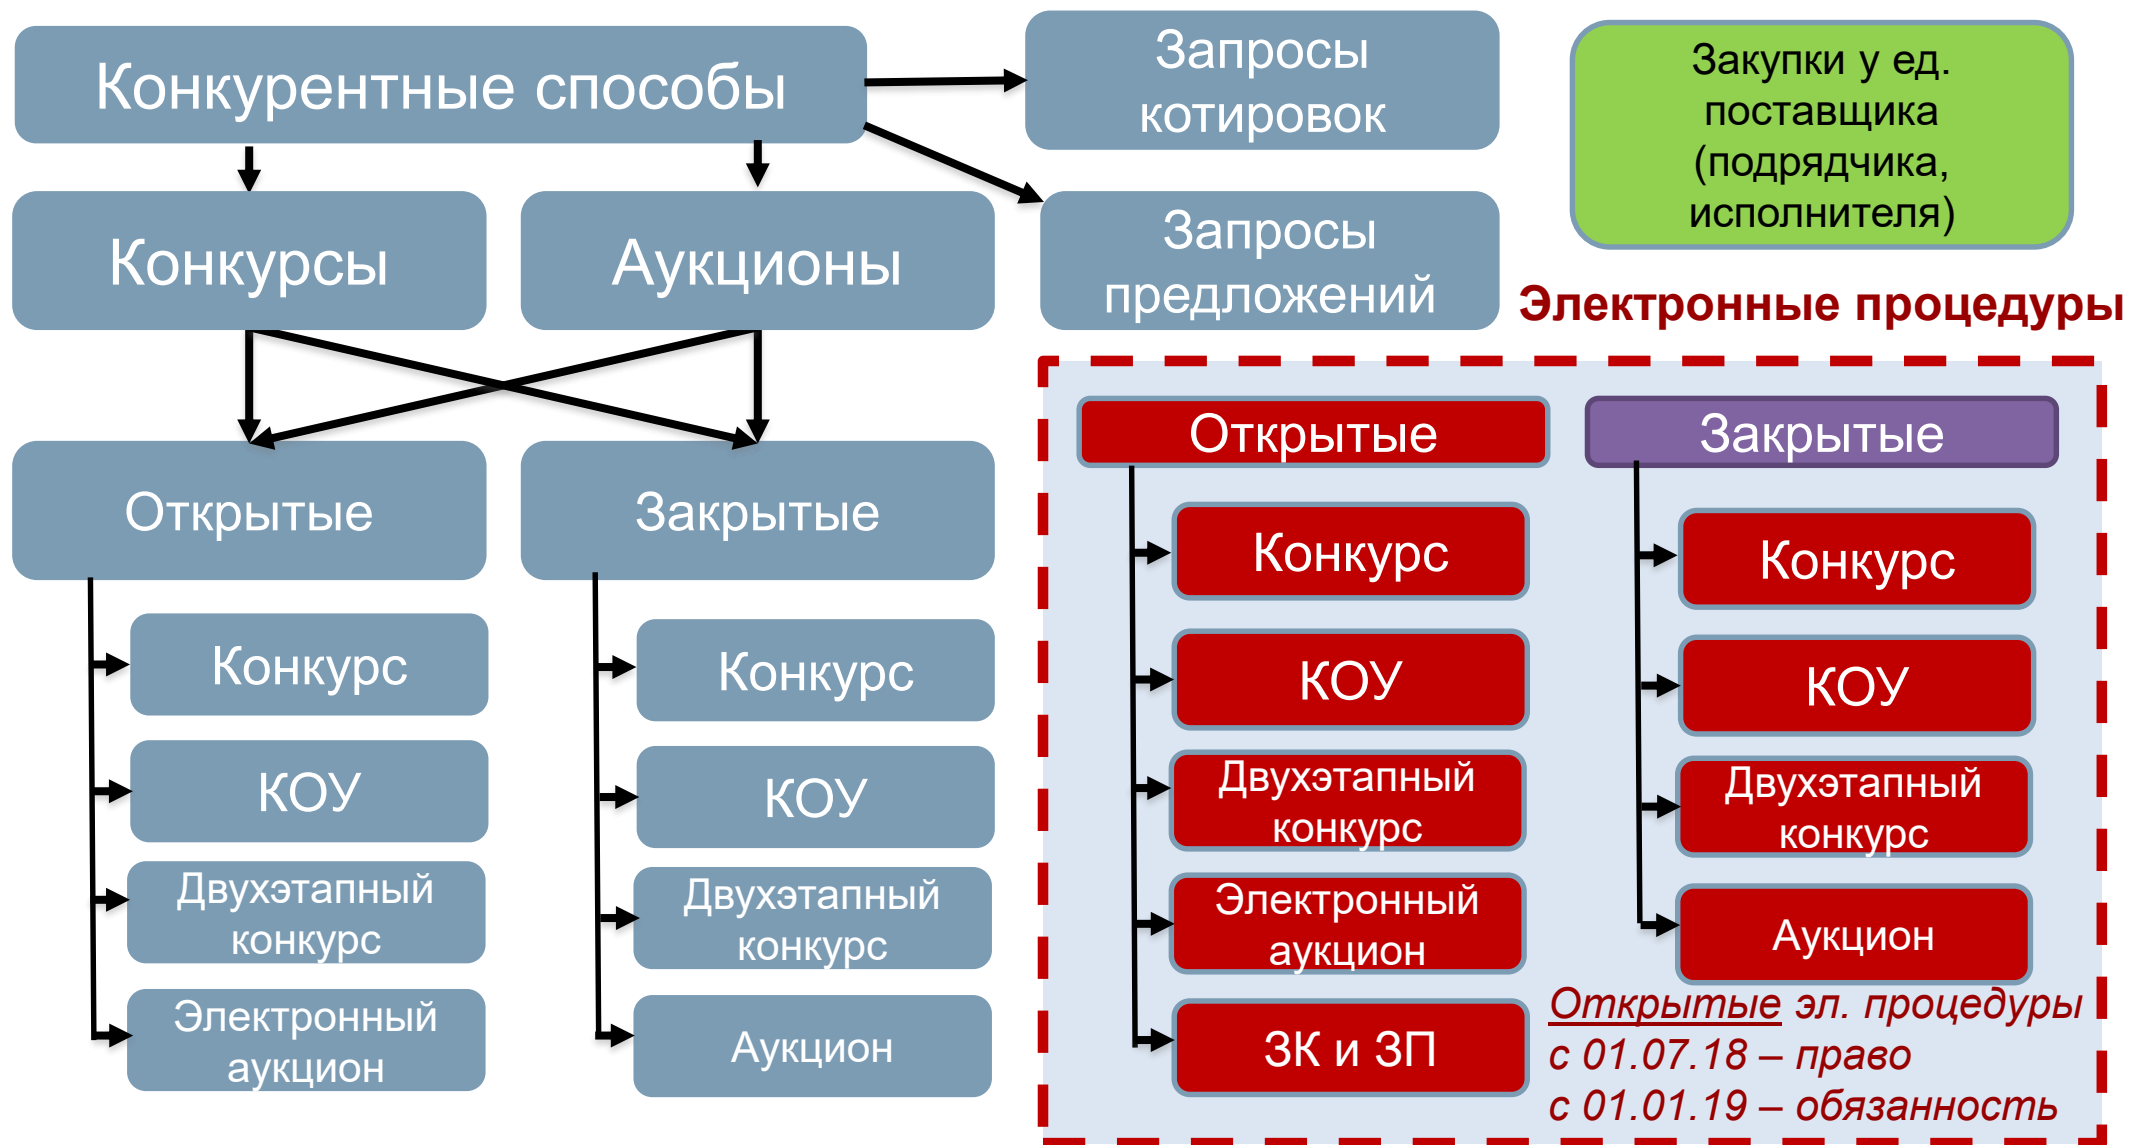 Конкурентные способы
Запросы
котировок
Закупки у ед.
поставщика
(подрядчика,
исполнителя)
Конкурсы
Аукционы
Запросы
предложений
Электронные процедуры
Открытые
Закрытые
Конкурс
КОУ
Двухэтапный
конкурс
Электронный
аукцион
Конкурс
КОУ
Двухэтапный
конкурс
Аукцион
Открытые
Закрытые
Конкурс
КОУ
Двухэтапный
конкурс
Электронный
аукцион
ЗК и ЗП
Конкурс
КОУ
Двухэтапный
конкурс
Аукцион
Открытые эл. процедуры
с 01.07.18 – право
с 01.01.19 – обязанность